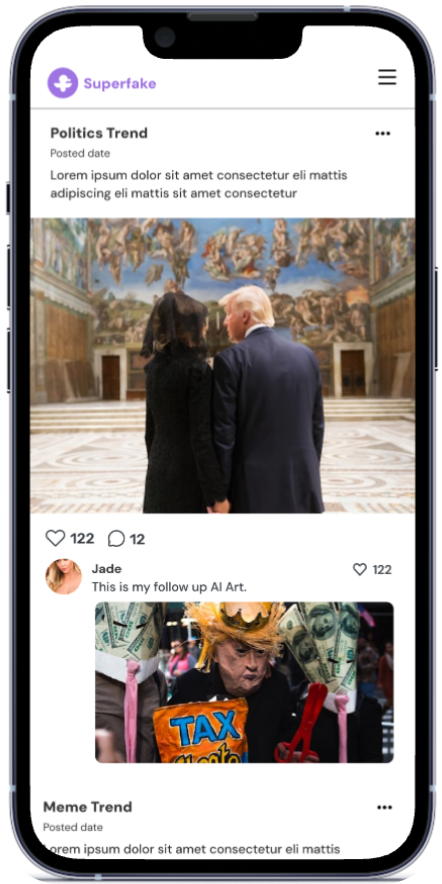 Superfake
Politics Trend
Posted date
Lorem ipsum dolor sit amet consectetur eli mattis
adipiscing eli mattis sit amet consectetur
122
12
Jade
122
This is my follow up AI Art.
TAX
Meme Trend
Posted date
orem ipsum dolor sit amet consectetur eli mattis